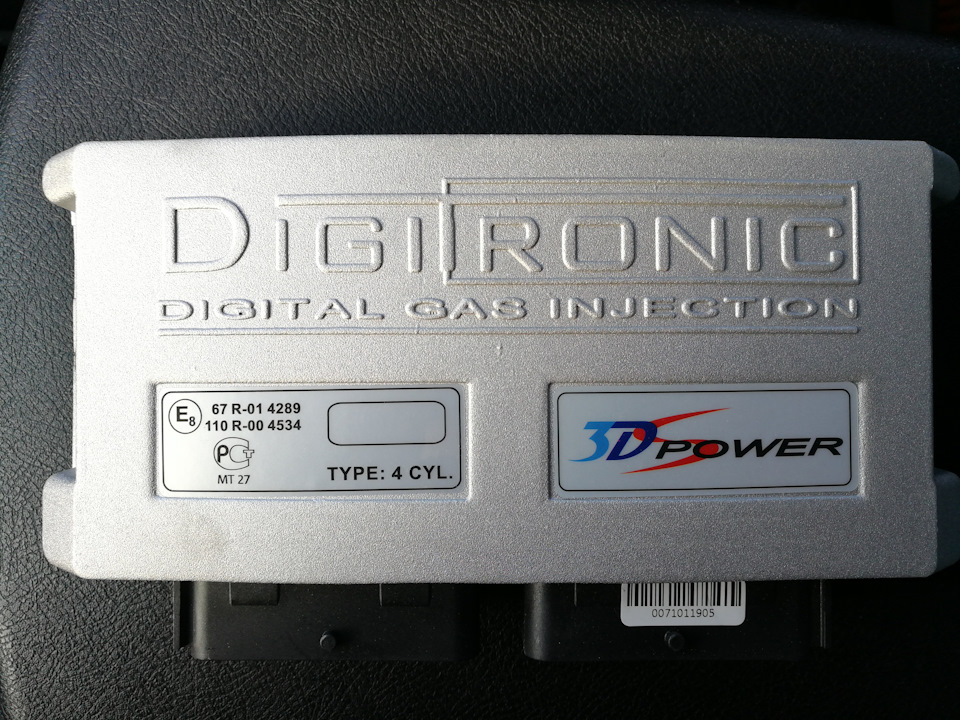 DIGITRONIC
DIGITAL GAS INJECTION
E8 67 R-01 4289
110 R-00 4534
РСТ
MT 27
TYPE: 4 CYL.
3D POWER
0071011905